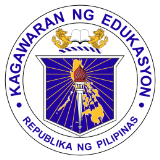 KAGAWARAN NG EDUKASYON
REPUBLIKA NG PILIPINAS